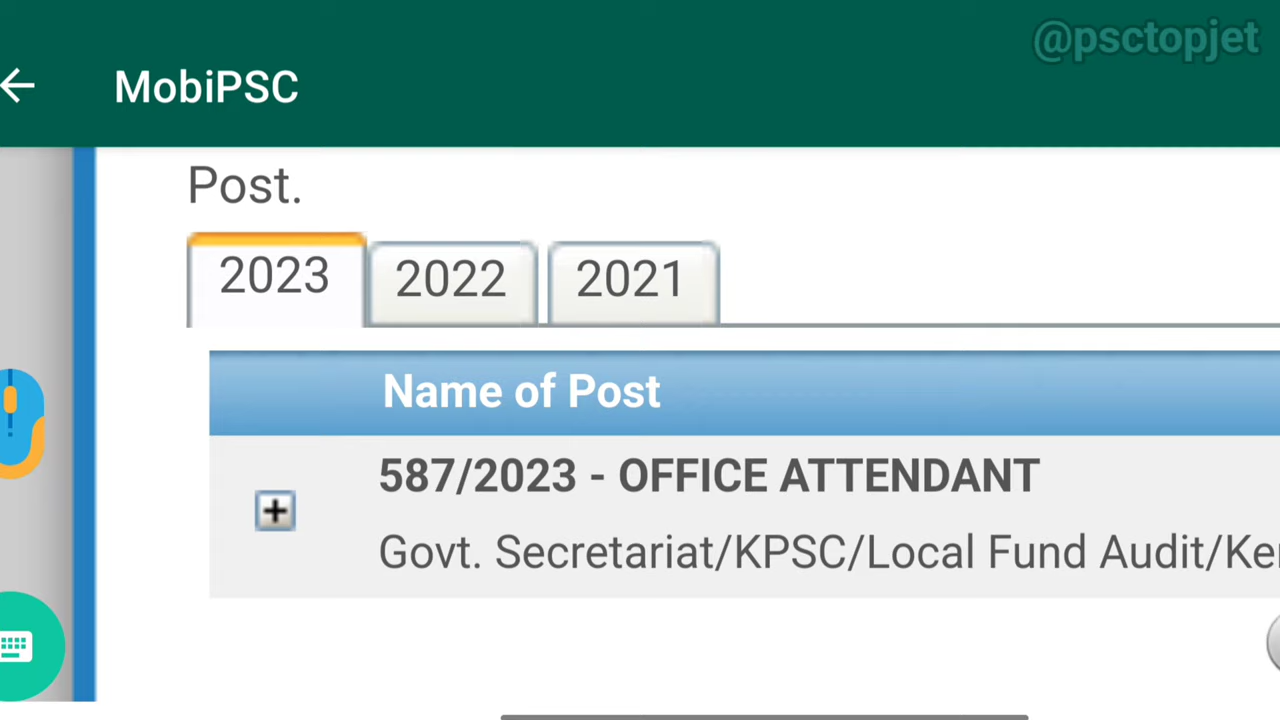 @psctopjet
MobiPSC
Post.
2023 2022 2021
Name of Post
587/2023 - OFFICE ATTENDANT
Govt. Secretariat/KPSC/Local Fund Audit/